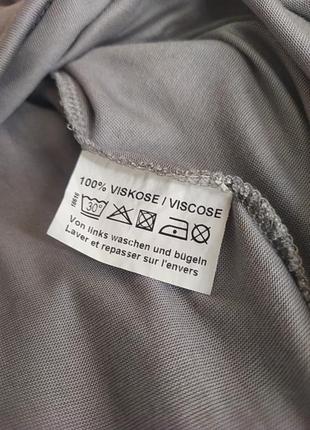 100% VISKOSE / VISCOSE
30°
Von links waschen und bügeln
Laver et repasser sur l'envers